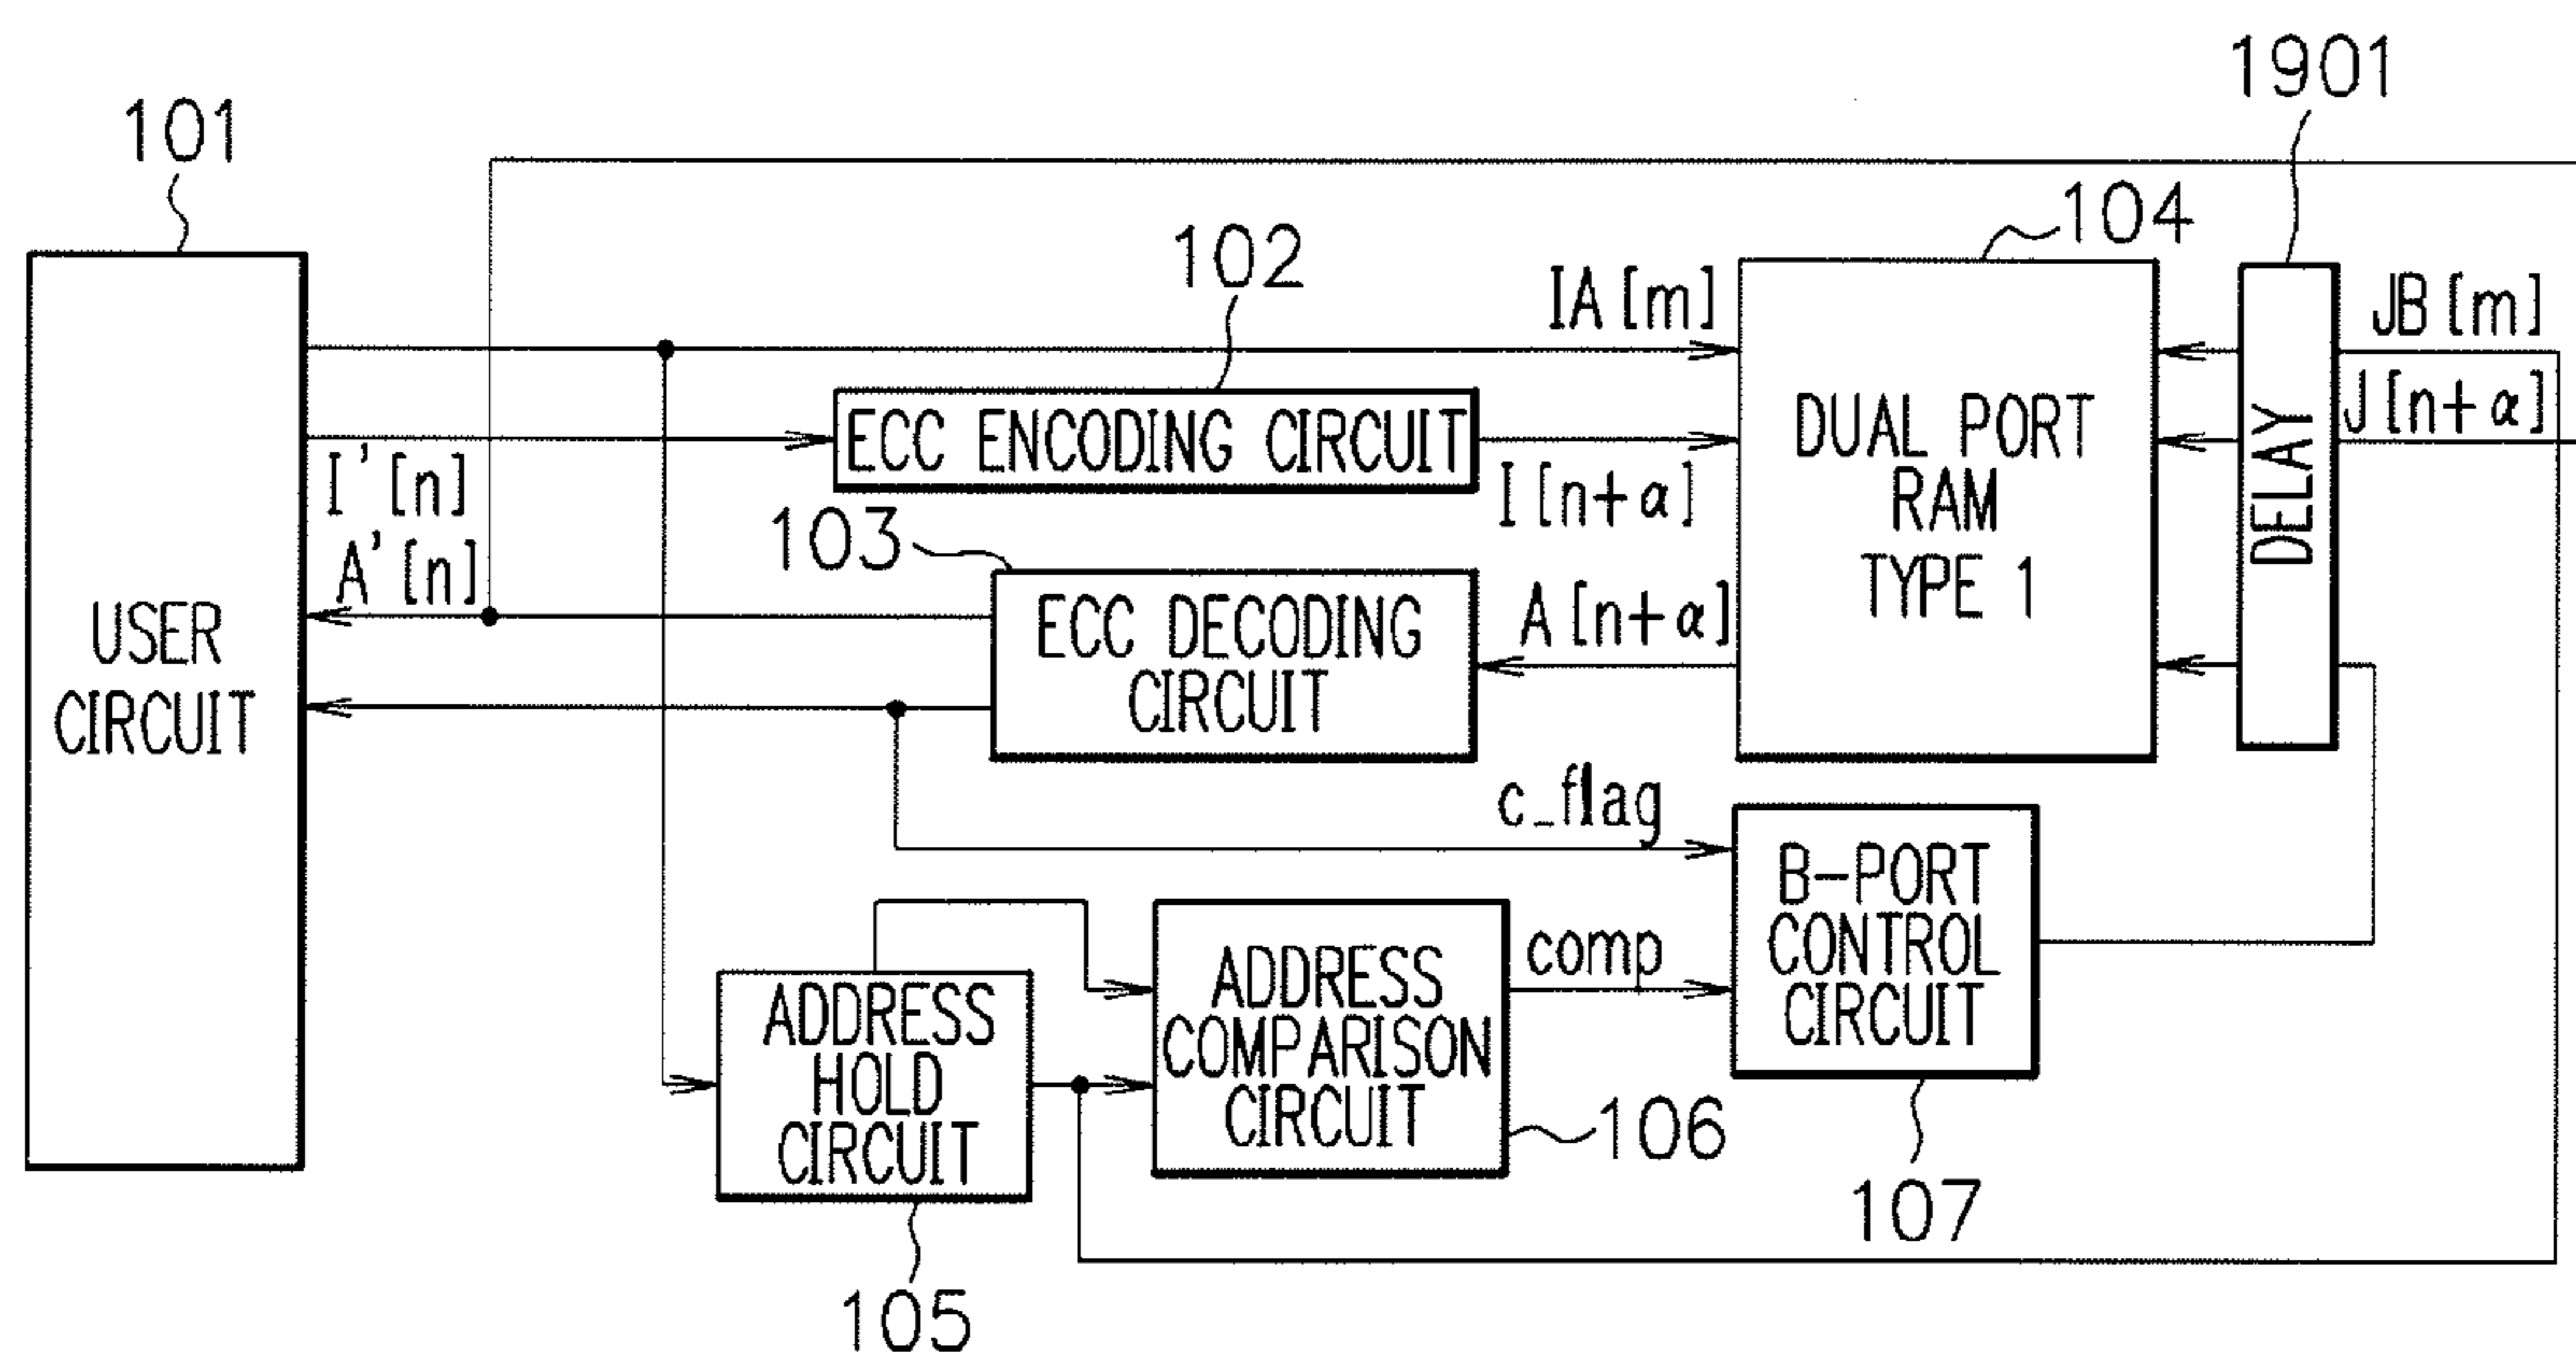 1901
101
104
102
IA [m]
JB [m]
ECC ENCODING CIRCUIT
DUAL PORT
RAM
TYPE 1
DELAY
J [n+α]
I' [n]
I [n+α]
103
A' [n]
ECC DECODING
CIRCUIT
A [n+α]
USER
CIRCUIT
c_flag
B-PORT
CONTROL
CIRCUIT
comp
ADDRESS
COMPARISON
CIRCUIT
ADDRESS
HOLD
CIRCUIT
106
107
105